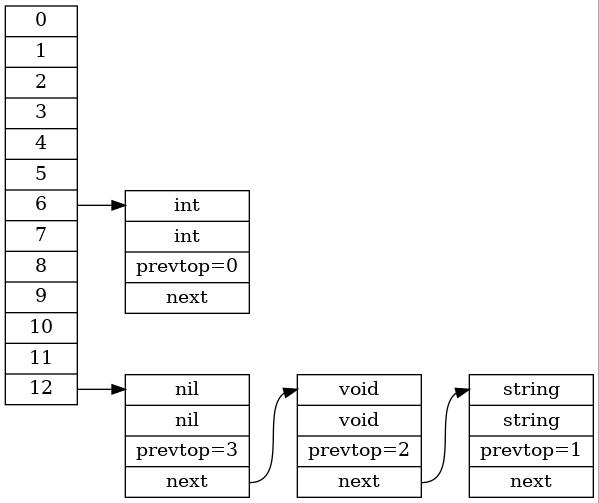 0
1
2
3
4
5
6
7
8
9
10
11
12
int
int
prevtop=0
next
nil
nil
prevtop=3
next
void
void
prevtop=2
next
string
string
prevtop=1
next